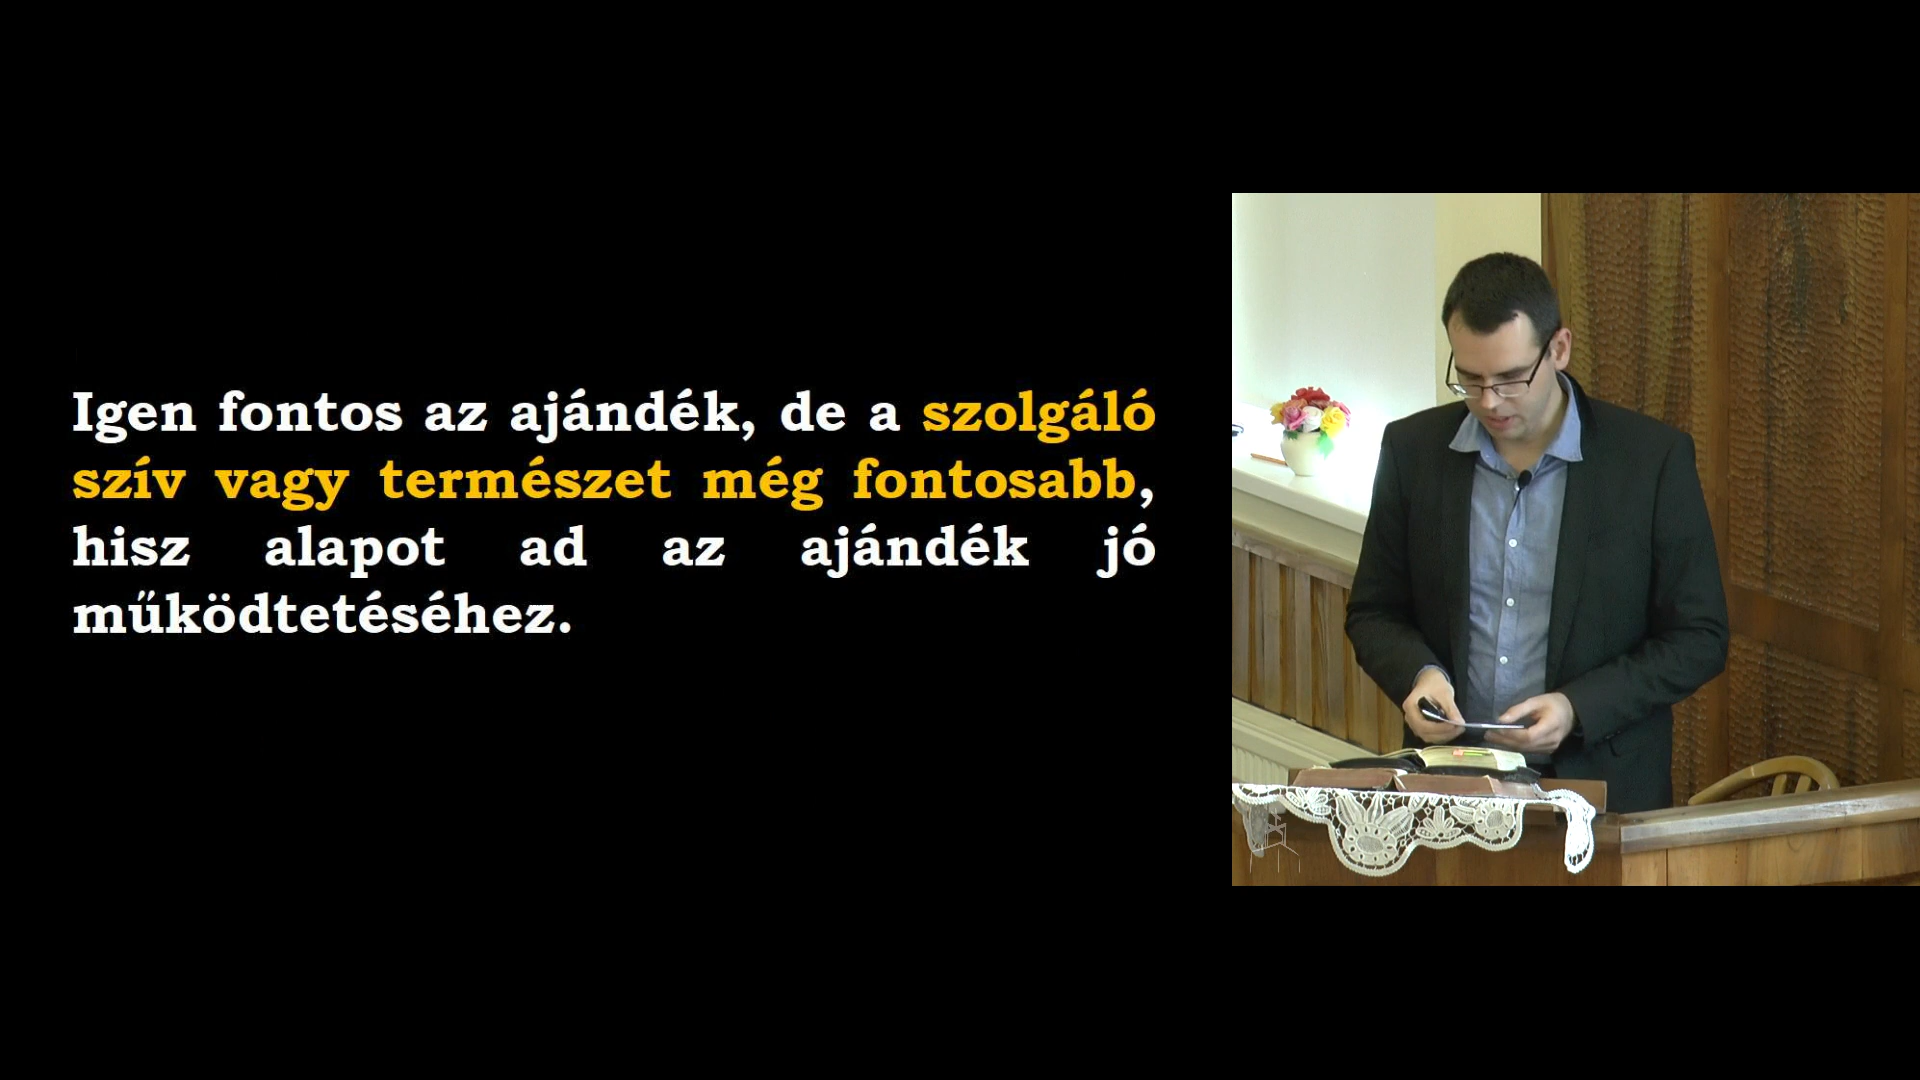 Igen fontos az ajándék, de a szolgáló
szív vagy természet még fontosabb,
hisz alapot ad az ajándék jó
működtetéséhez.